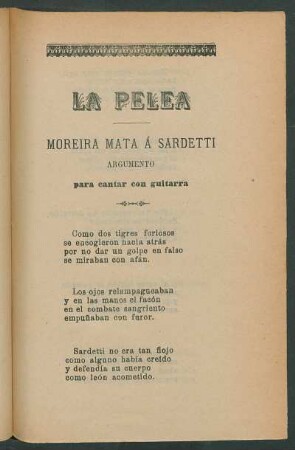 LA PELEA
MOREIRA MATA Á SARDETTI
ARGUMENTO
para cantar con guitarra
Como dos tigres furiosos
se encogieron hacia atrás
por no dar un golpe en falso
se miraban con afán.
Los ojos relampagueaban
y en las manos el facón
en el combate sangriento
empuñaban con furor.
Sardetti no era tan flojo
como alguno había creido
y defendía su cuerpo
como león acometido.